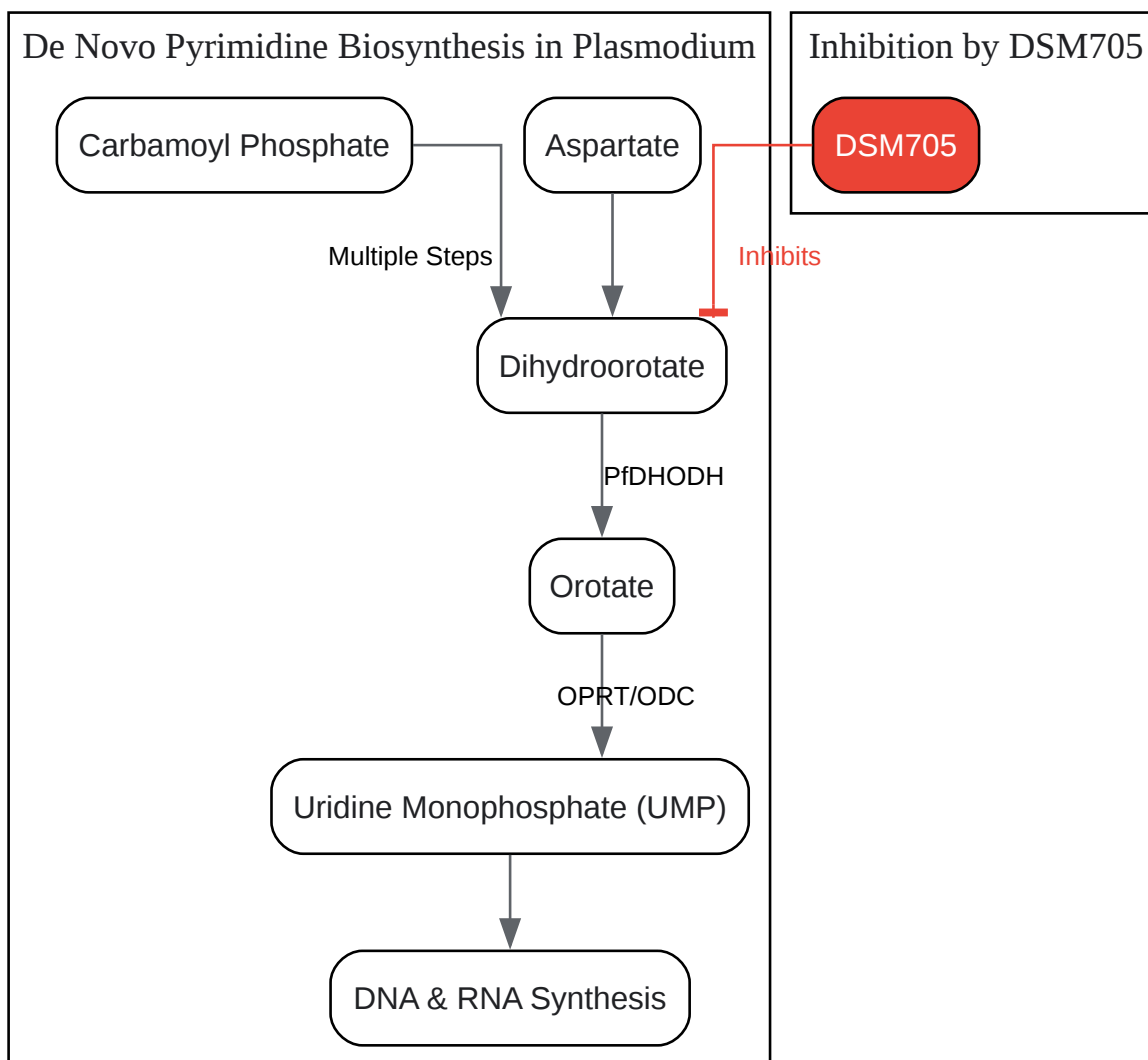 De Novo Pyrimidine Biosynthesis in Plasmodium
Inhibition by DSM705
Carbamoyl Phosphate
Aspartate
DSM705
Multiple Steps
Inhibits
Dihydroorotate
PfDHODH
Orotate
OPRT/ODC
Uridine Monophosphate (UMP)
DNA & RNA Synthesis